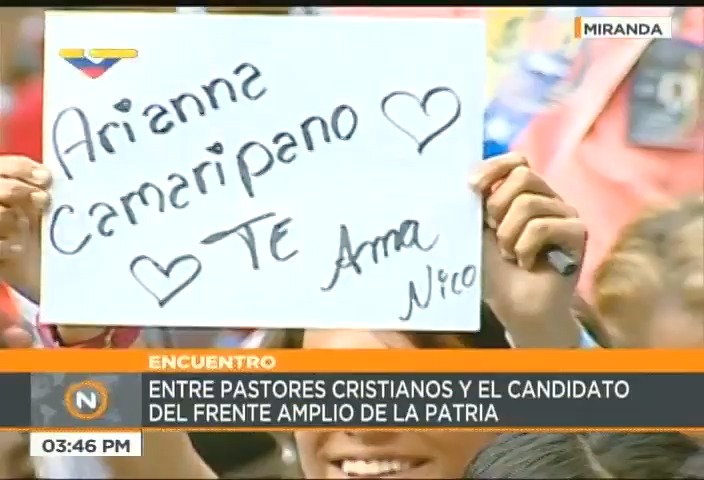 MIRANDA
Arianna
Camaripano
TE Ama
Nico
ENCUENTRO
ENTRE PASTORES CRISTIANOS Y EL CANDIDATO
DEL FRENTE AMPLIO DE LA PATRIA
N
03:46 PM